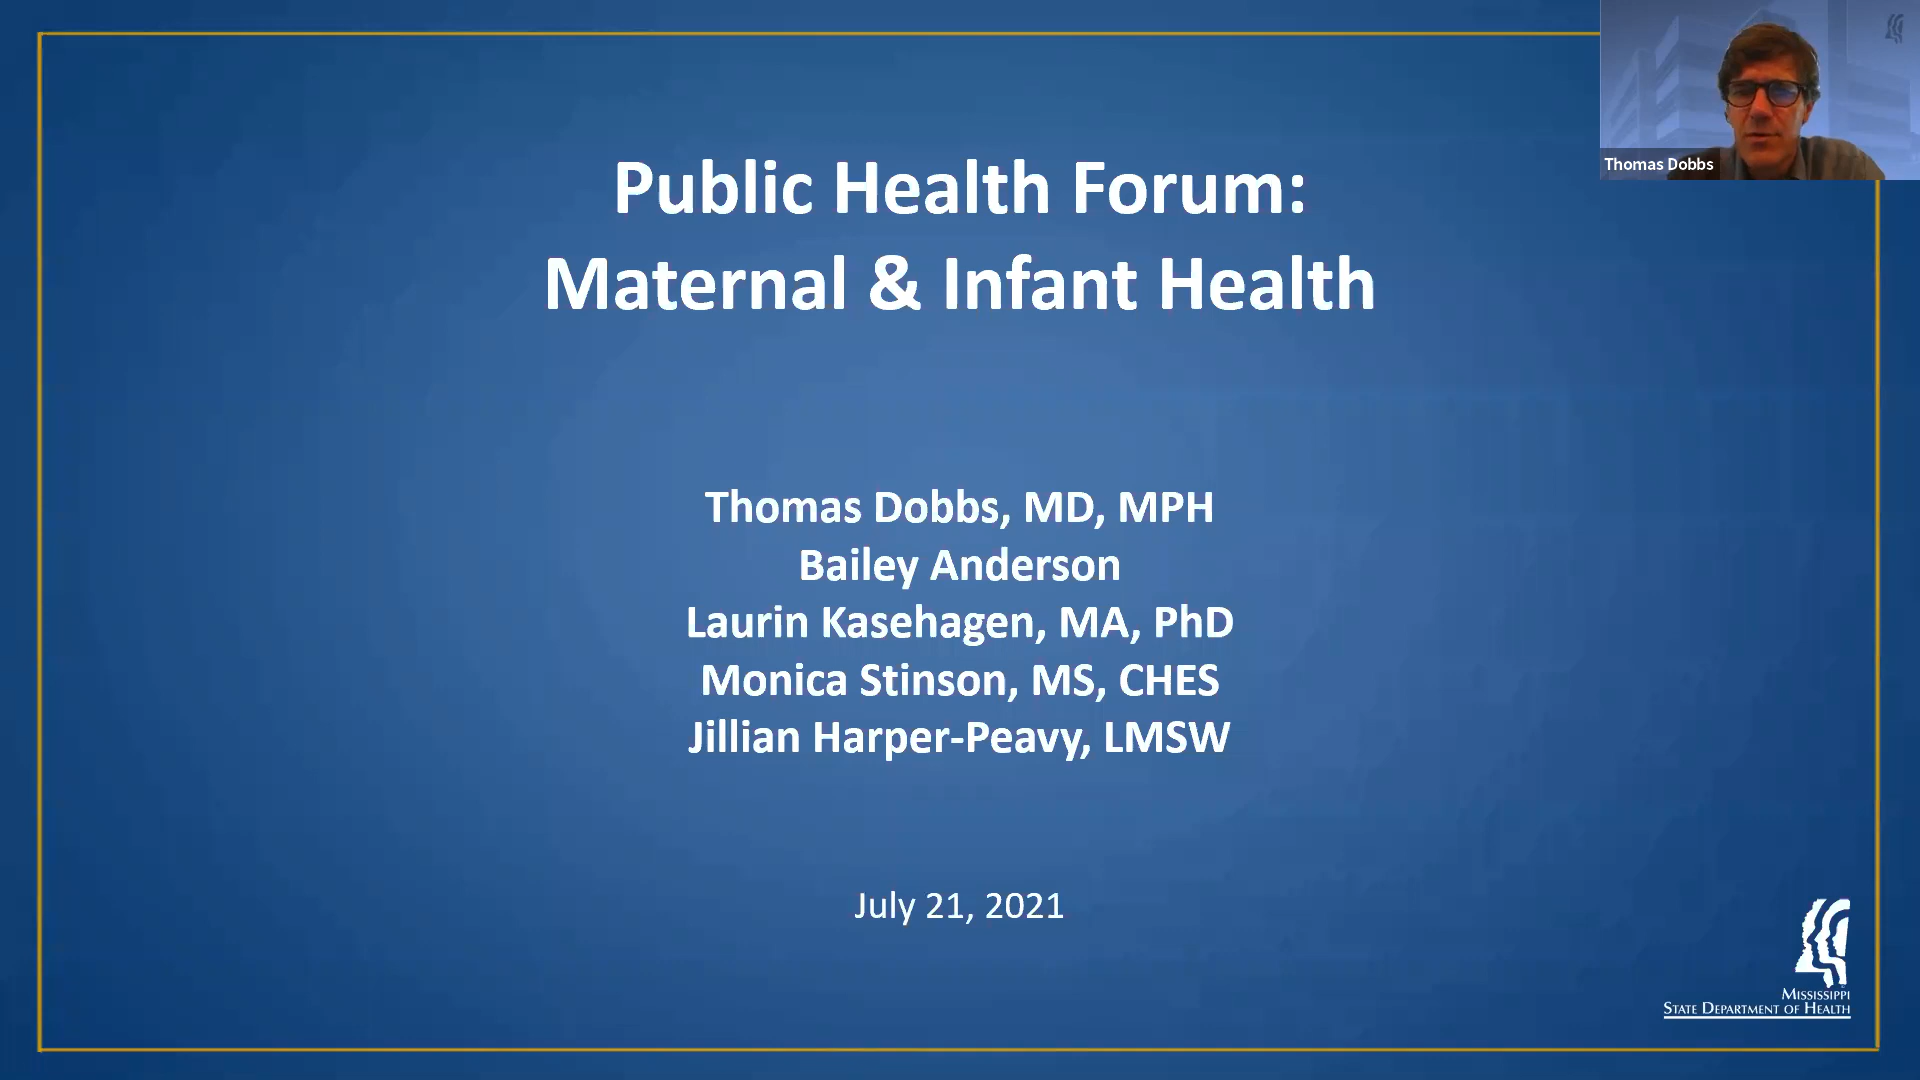 Thomas Dobbs
Public Health Forum:
Maternal & Infant Health
Thomas Dobbs, MD, MPH
Bailey Anderson
Laurin Kasehagen, MA, PhD
Monica Stinson, MS, CHES
Jillian Harper-Peavy, LMSW
July 21, 2021
MISSISSIPPI
STATE DEPARTMENT OF HEALTH